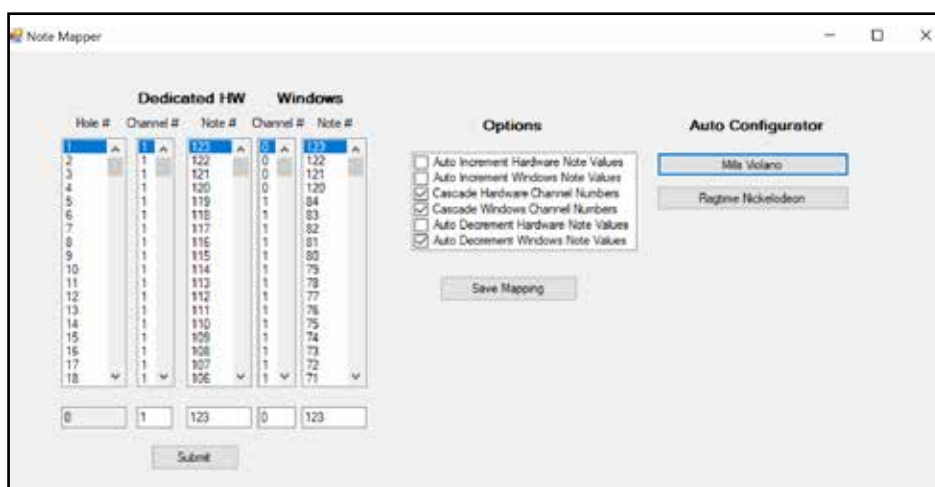 Note Mapper
Dedicated HW Windows
Hole # Channel # Note # Channel # Note #
1 1 123 0 123
2 1 122 0 122
3 1 121 0 121
4 1 120 0 120
5 1 119 1 84
6 1 118 1 83
7 1 117 1 82
8 1 116 1 81
9 1 115 1 80
10 1 114 1 79
11 1 113 1 78
12 1 112 1 77
13 1 111 1 76
14 1 110 1 75
15 1 109 1 74
16 1 108 1 73
17 1 107 1 72
18 1 106 1 71
0 1 123 0 123
Submit
Options
Auto Increment Hardware Note Values
Auto Increment Windows Note Values
Cascade Hardware Channel Numbers
Cascade Windows Channel Numbers
Auto Decrement Hardware Note Values
Auto Decrement Windows Note Values
Save Mapping
Auto Configurator
Mills Violano
Ragtime Nickelodeon